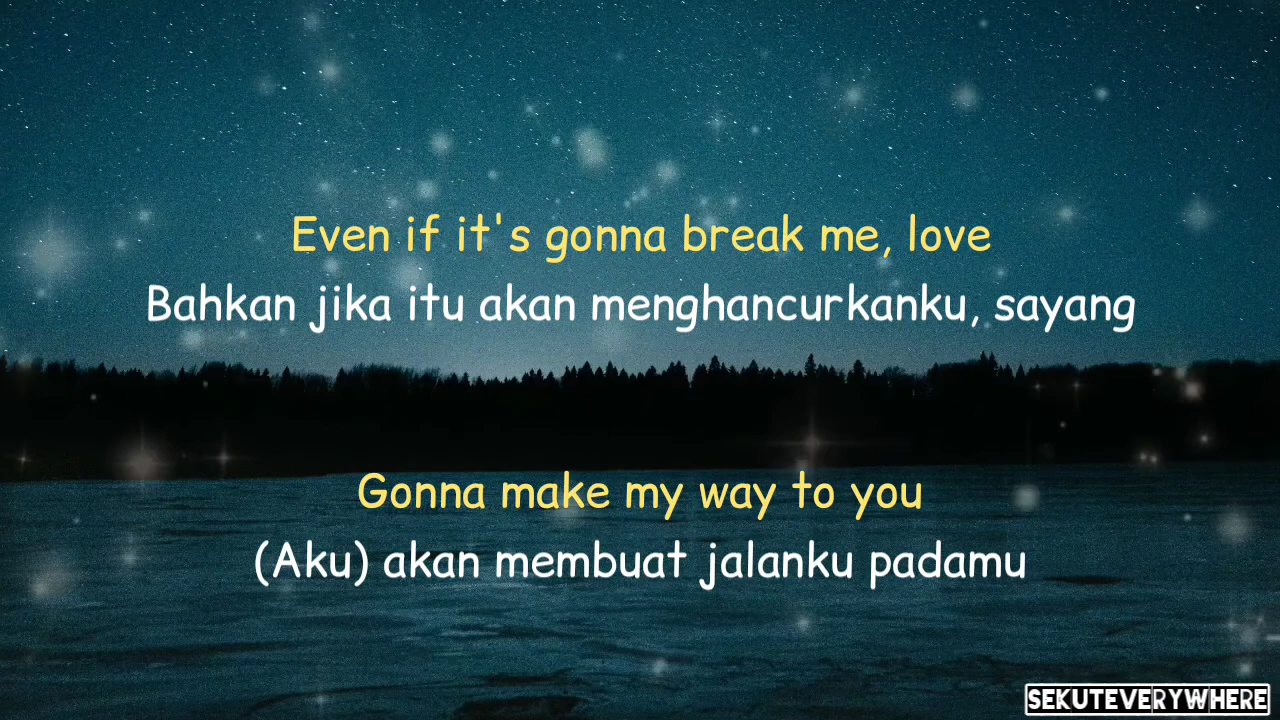 Even if it's gonna break me, love
Bahkan jika itu akan menghancurkanku, sayang
Gonna make my way to you
(Aku) akan membuat jalanku padamu
SEKUTEVERYWHERE